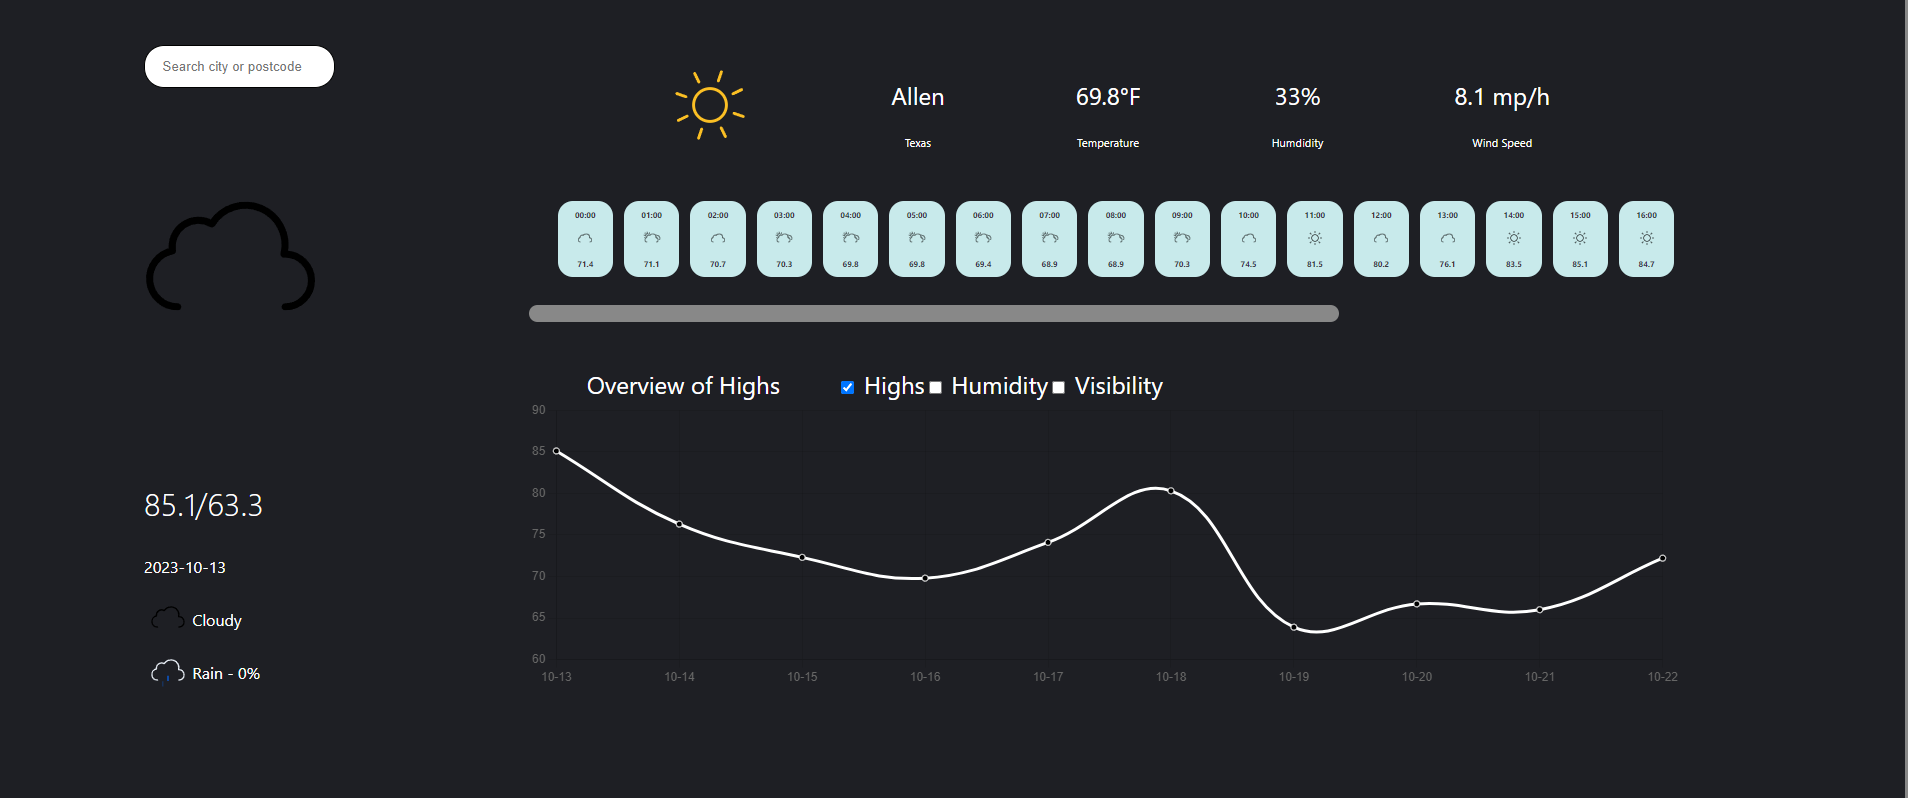 Search city or postcode
Allen 69.8°F 33% 8.1 mp/h
Texas Temperature Humdidity Wind Speed
00:00 01:00 02:00 03:00 04:00 05:00 06:00 07:00 08:00 09:00 10:00 11:00 12:00 13:00 14:00 15:00 16:00
71.4 71.1 70.7 70.3 69.8 69.8 69.4 68.9 68.9 70.3 74.5 81.5 80.2 76.1 83.5 85.1 84.7
Overview of Highs Highs Humidity Visibility
90
85
80
75
70
65
60
10-13 10-14 10-15 10-16 10-17 10-18 10-19 10-20 10-21 10-22
85.1/63.3
2023-10-13
Cloudy
Rain - 0%